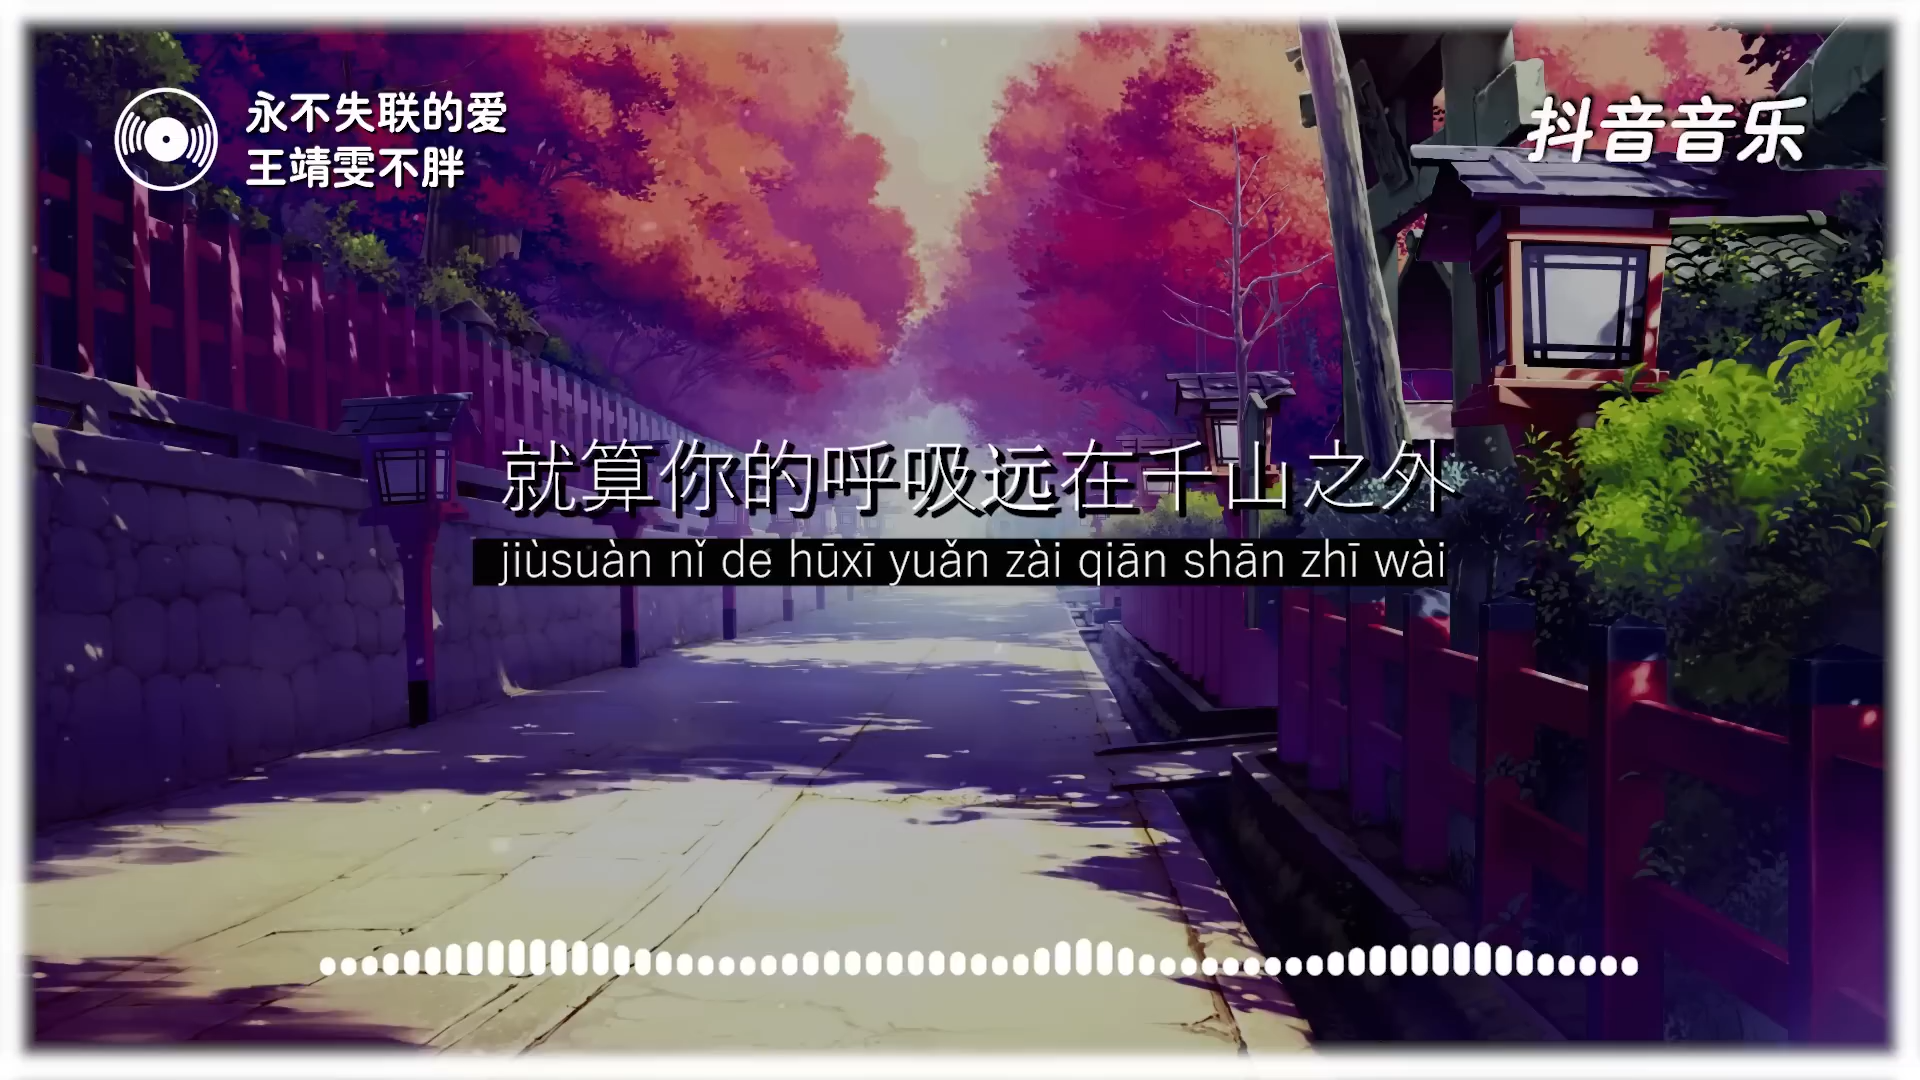 永不失联的爱
王靖雯不胖
抖音音乐
就算你的呼吸远在千山之外
jiùsuàn nǐ de hūxī yuǎn zài qiān shān zhī wài